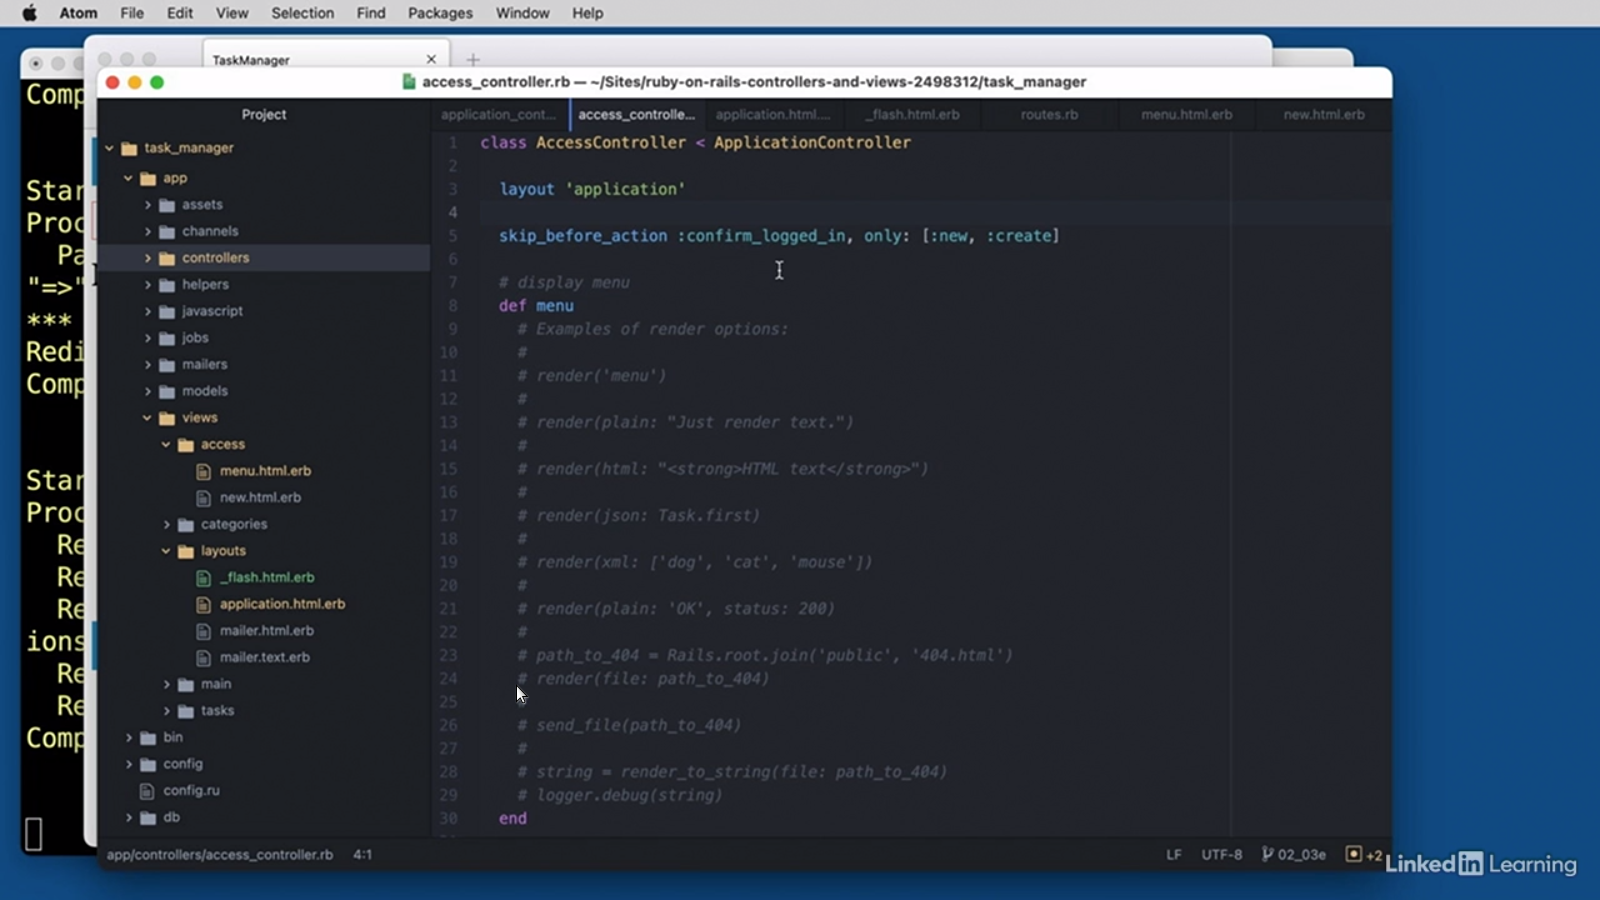 Atom File Edit View Selection Find Packages Window Help
TaskManager
access_controller.rb — ~/Sites/ruby-on-rails-controllers-and-views-2498312/task_manager
Project
application_cont... access_controlle... application.html.... _flash.html.erb routes.rb menu.html.erb new.html.erb
task_manager
app
assets
channels
controllers
helpers
javascript
jobs
mailers
models
views
access
menu.html.erb
new.html.erb
categories
layouts
_flash.html.erb
application.html.erb
mailer.html.erb
mailer.text.erb
main
tasks
bin
config
config.ru
db
1 class AccessController < ApplicationController
2
3 layout 'application'
4
5 skip_before_action :confirm_logged_in, only: [:new, :create]
6
7 # display menu
8 def menu
9 # Examples of render options:
10 #
11 # render('menu')
12 #
13 # render(plain: "Just render text.")
14 #
15 # render(html: "<strong>HTML text</strong>")
16 #
17 # render(json: Task.first)
18 #
19 # render(xml: ['dog', 'cat', 'mouse'])
20 #
21 # render(plain: 'OK', status: 200)
22 #
23 # path_to_404 = Rails.root.join('public', '404.html')
24 # render(file: path_to_404)
25
26 # send_file(path_to_404)
27 #
28 # string = render_to_string(file: path_to_404)
29 # logger.debug(string)
30 end
app/controllers/access_controller.rb 4:1 LF UTF-8 02_03e +2
Comp
Star
Proc
Pa
"=>"
***
Redi
Comp
Star
Proc
Re
Re
Re
ions
Re
Re
Comp
LinkedIn Learning